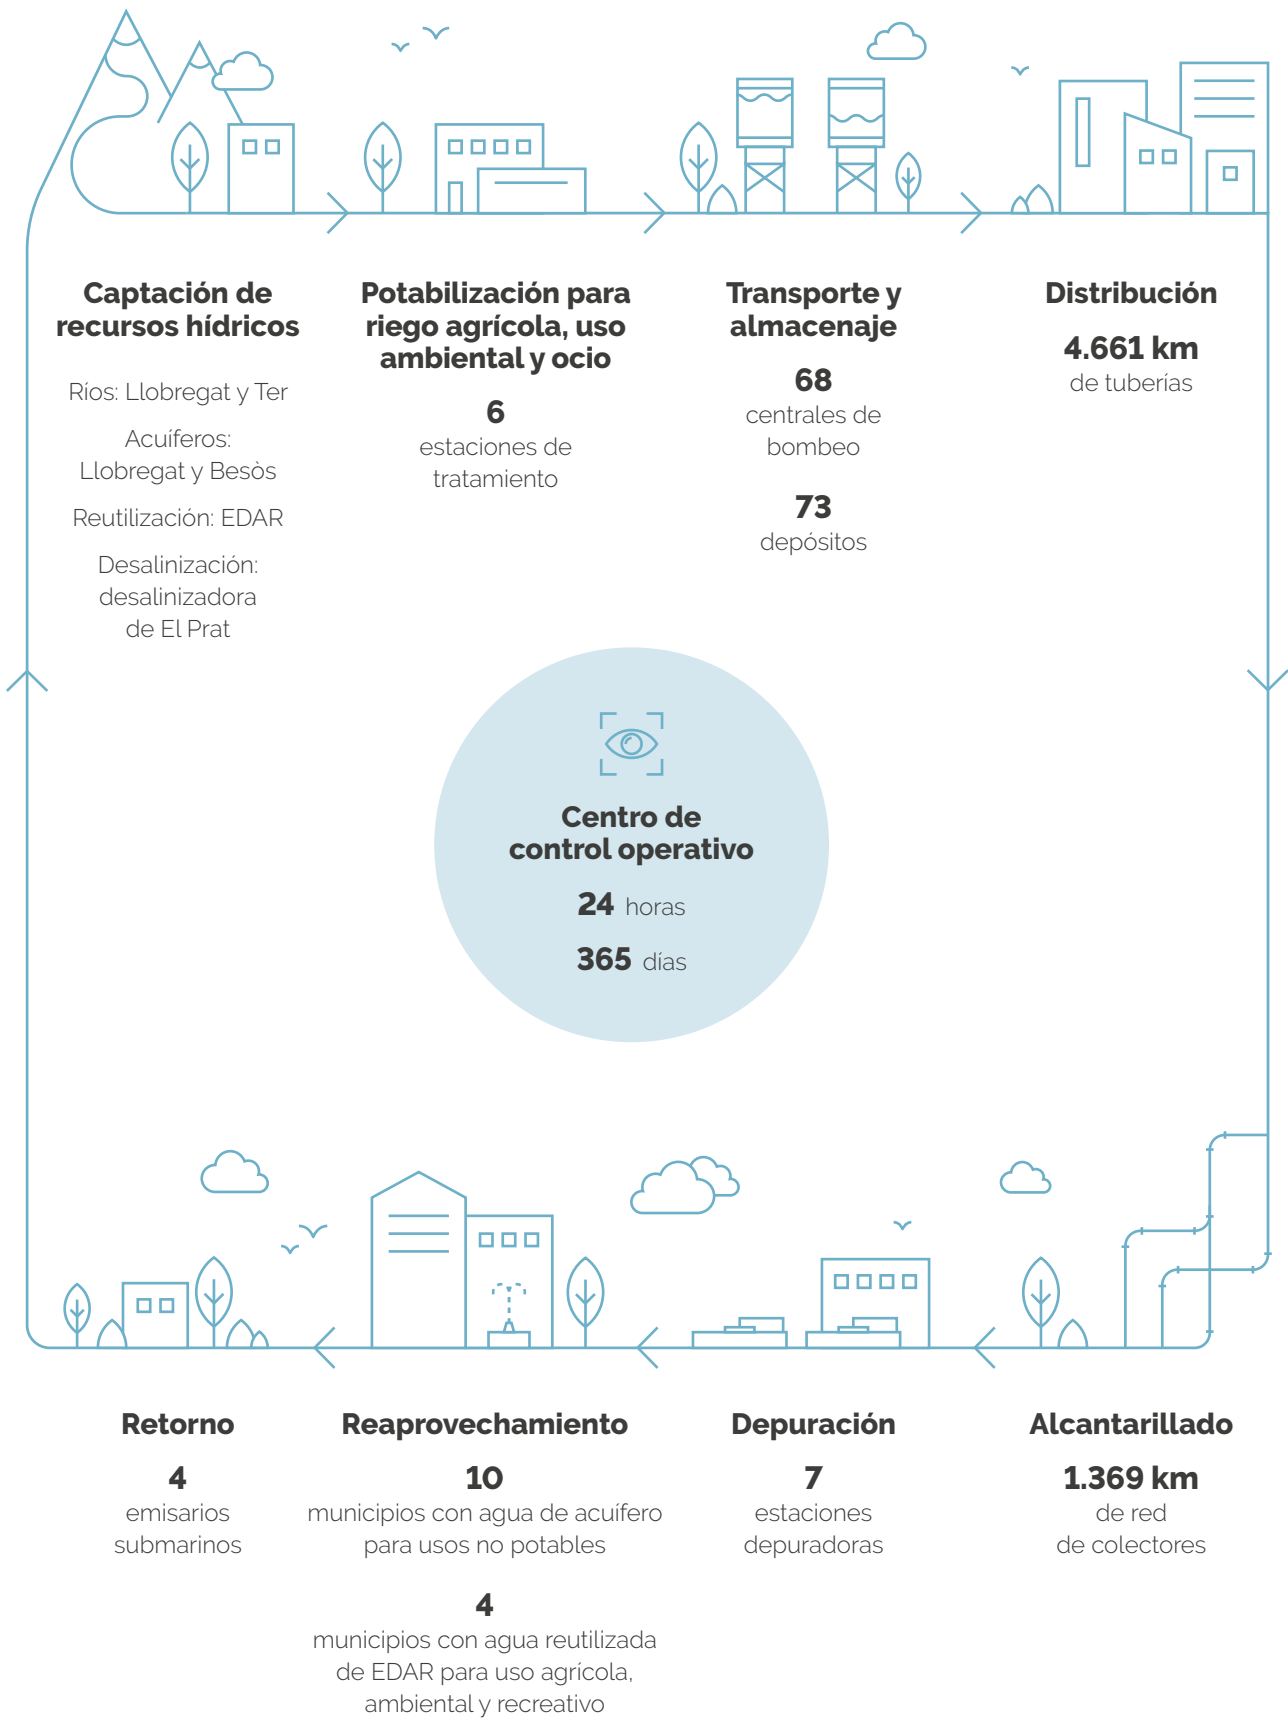 Captación de
recursos hídricos
Ríos: Llobregat y Ter
Acuíferos:
Llobregat y Besòs
Reutilización: EDAR
Desalinización:
desalinizadora
de El Prat
Potabilización para
riego agrícola, uso
ambiental y ocio
6
estaciones de
tratamiento
Transporte y
almacenaje
68
centrales de
bombeo
73
depósitos
Distribución
4.661 km
de tuberías
Centro de
control operativo
24 horas
365 días
Retorno
4
emisarios
submarinos
Reaprovechamiento
10
municipios con agua de acuífero
para usos no potables
4
municipios con agua reutilizada
de EDAR para uso agrícola,
ambiental y recreativo
Depuración
7
estaciones
depuradoras
Alcantarillado
1.369 km
de red
de colectores